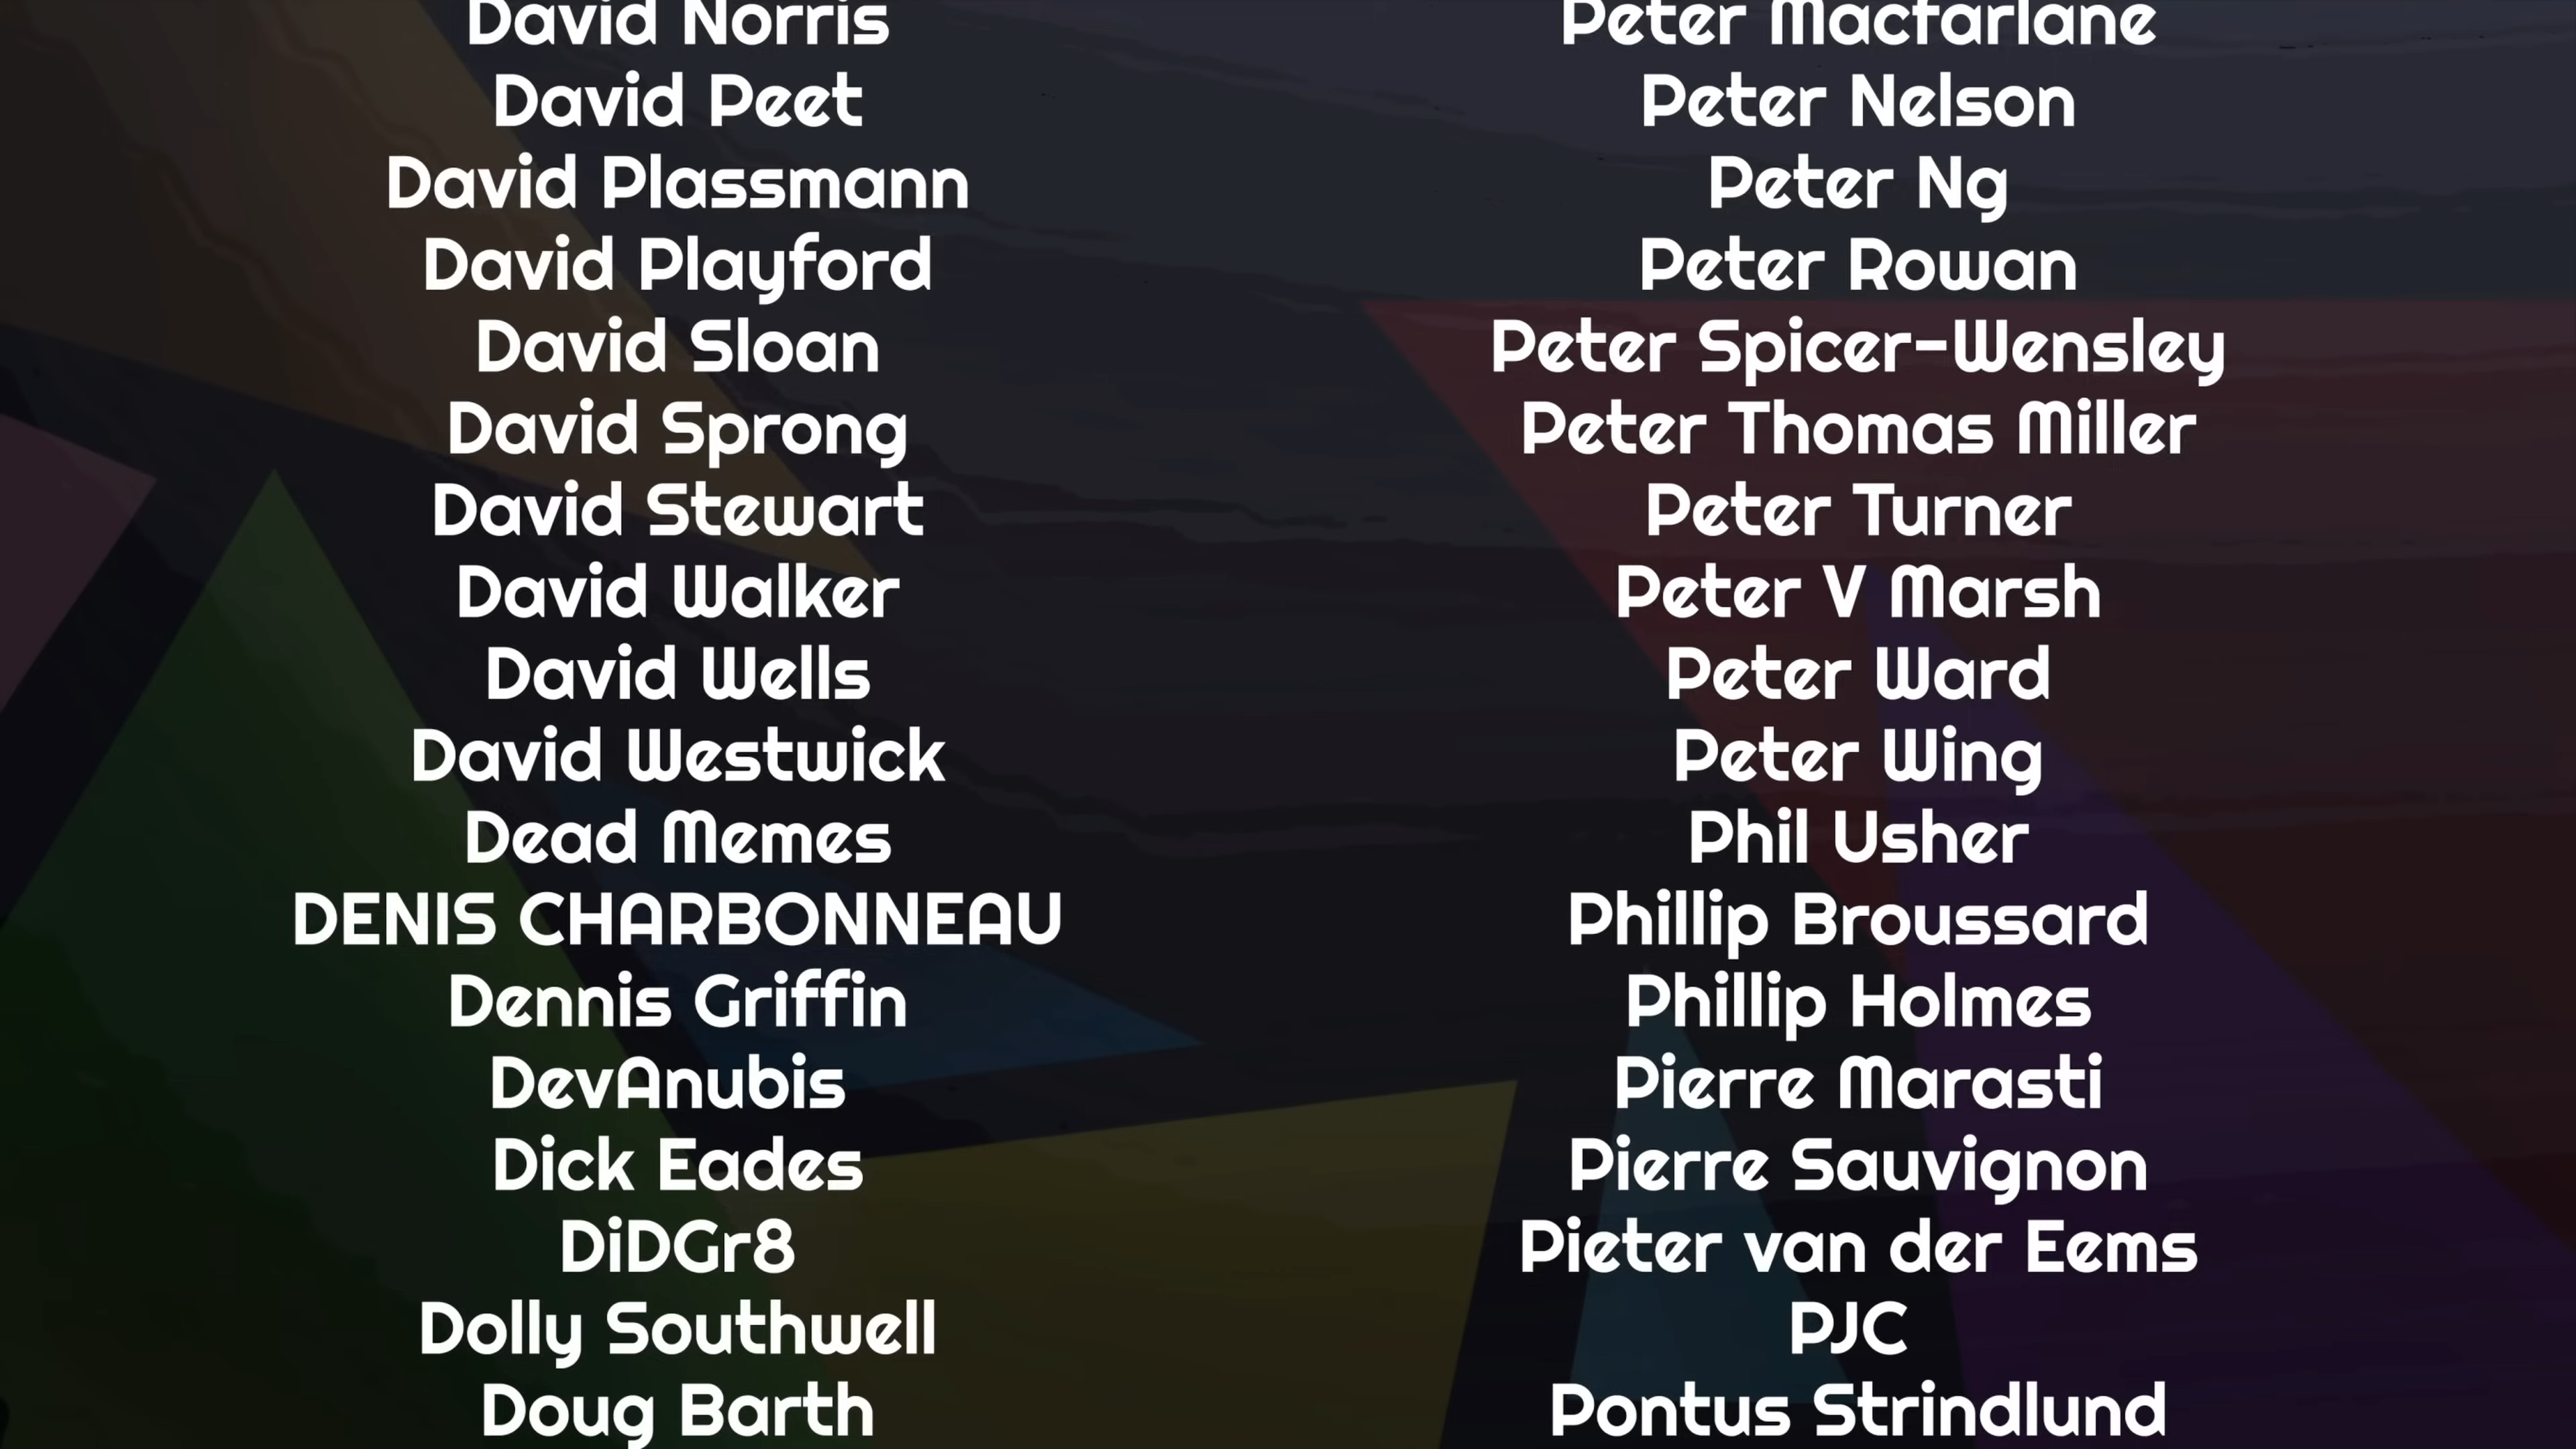 David Norris
David Peet
David Plassmann
David Playford
David Sloan
David Sprong
David Stewart
David Walker
David Wells
David Westwick
Dead Memes
DENIS CHARBONNEAU
Dennis Griffin
DevAnubis
Dick Eades
DiDGr8
Dolly Southwell
Doug Barth
Peter Macfarlane
Peter Nelson
Peter Ng
Peter Rowan
Peter Spicer-Wensley
Peter Thomas Miller
Peter Turner
Peter V Marsh
Peter Ward
Peter Wing
Phil Usher
Phillip Broussard
Phillip Holmes
Pierre Marasti
Pierre Sauvignon
Pieter van der Eems
PJC
Pontus Strindlund